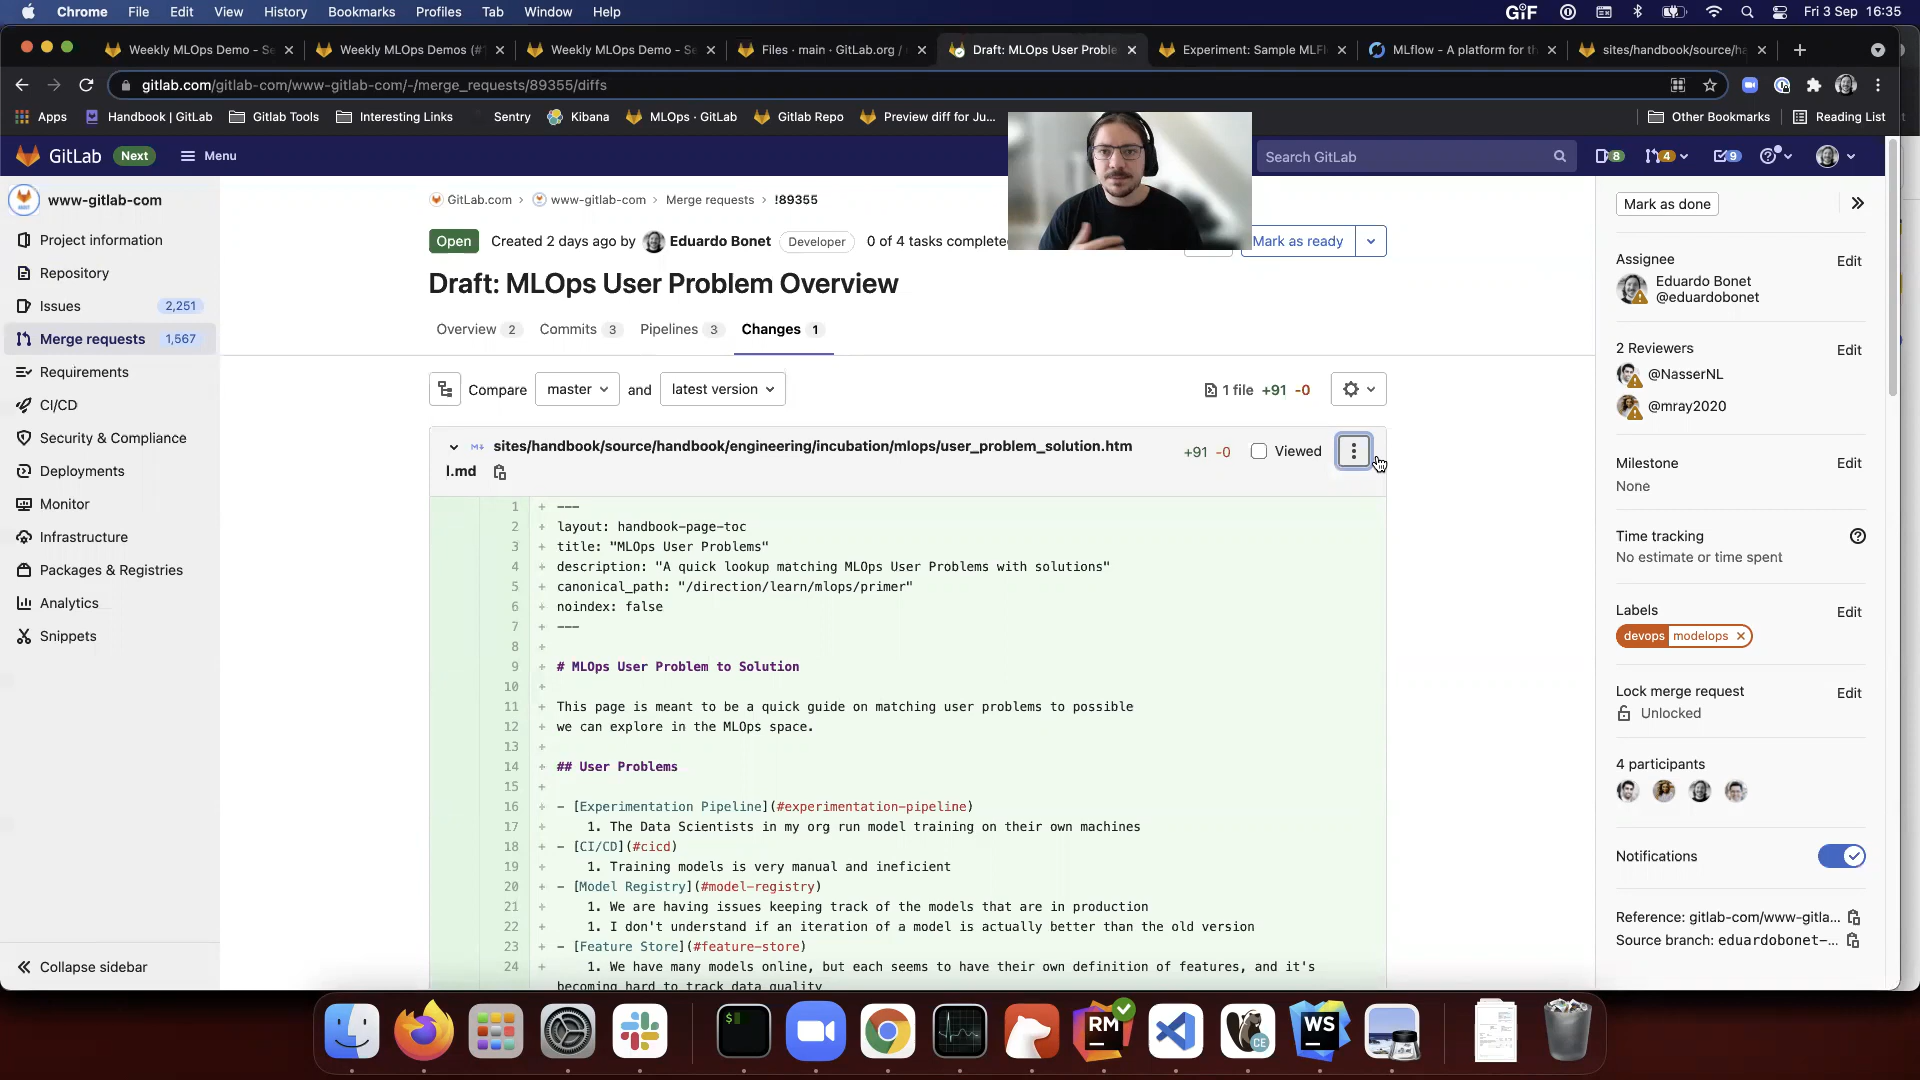 Chrome File Edit View History Bookmarks Profiles Tab Window Help GIF Fri 3 Sep 16:35
Weekly MLOps Demo - Se Weekly MLOps Demos (# Weekly MLOps Demo - Se Files · main · GitLab.org / Draft: MLOps User Proble Experiment: Sample MLFl MLflow - A platform for th sites/handbook/source/ha
gitlab.com/gitlab-com/www-gitlab-com/-/merge_requests/89355/diffs
Apps Handbook | GitLab Gitlab Tools Interesting Links Sentry Kibana MLOps · GitLab Gitlab Repo Preview diff for Ju... Other Bookmarks Reading List
GitLab Next Menu Search GitLab 8 4 9
www-gitlab-com
Project information
Repository
Issues 2,251
Merge requests 1,567
Requirements
CI/CD
Security & Compliance
Deployments
Monitor
Infrastructure
Packages & Registries
Analytics
Snippets
Collapse sidebar
GitLab.com › www-gitlab-com › Merge requests › !89355
Open Created 2 days ago by Eduardo Bonet Developer 0 of 4 tasks complete Mark as ready
Draft: MLOps User Problem Overview
Overview 2 Commits 3 Pipelines 3 Changes 1
Compare master and latest version 1 file +91 -0
sites/handbook/source/handbook/engineering/incubation/mlops/user_problem_solution.htm
l.md +91 -0 Viewed
1 + ---
2 + layout: handbook-page-toc
3 + title: "MLOps User Problems"
4 + description: "A quick lookup matching MLOps User Problems with solutions"
5 + canonical_path: "/direction/learn/mlops/primer"
6 + noindex: false
7 + ---
8 +
9 + # MLOps User Problem to Solution
10 +
11 + This page is meant to be a quick guide on matching user problems to possible
12 + we can explore in the MLOps space.
13 +
14 + ## User Problems
15 +
16 + - [Experimentation Pipeline](#experimentation-pipeline)
17 + 1. The Data Scientists in my org run model training on their own machines
18 + - [CI/CD](#cicd)
19 + 1. Training models is very manual and ineficient
20 + - [Model Registry](#model-registry)
21 + 1. We are having issues keeping track of the models that are in production
22 + 1. I don't understand if an iteration of a model is actually better than the old version
23 + - [Feature Store](#feature-store)
24 + 1. We have many models online, but each seems to have their own definition of features, and it's
becoming hard to track data quality
Mark as done
Assignee Edit
Eduardo Bonet
@eduardobonet
2 Reviewers Edit
@NasserNL
@mray2020
Milestone Edit
None
Time tracking
No estimate or time spent
Labels Edit
devops modelops
Lock merge request Edit
Unlocked
4 participants
Notifications
Reference: gitlab-com/www-gitla...
Source branch: eduardobonet-...
$
RM
CE
WS